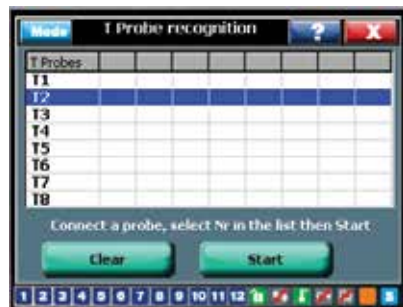 Mode T Probe recognition ? X
T Probes
T1
T2
T3
T4
T5
T6
T7
T8
Connect a probe, select Nr in the list then Start
Clear Start
1 2 3 4 5 6 7 8 9 10 11 12